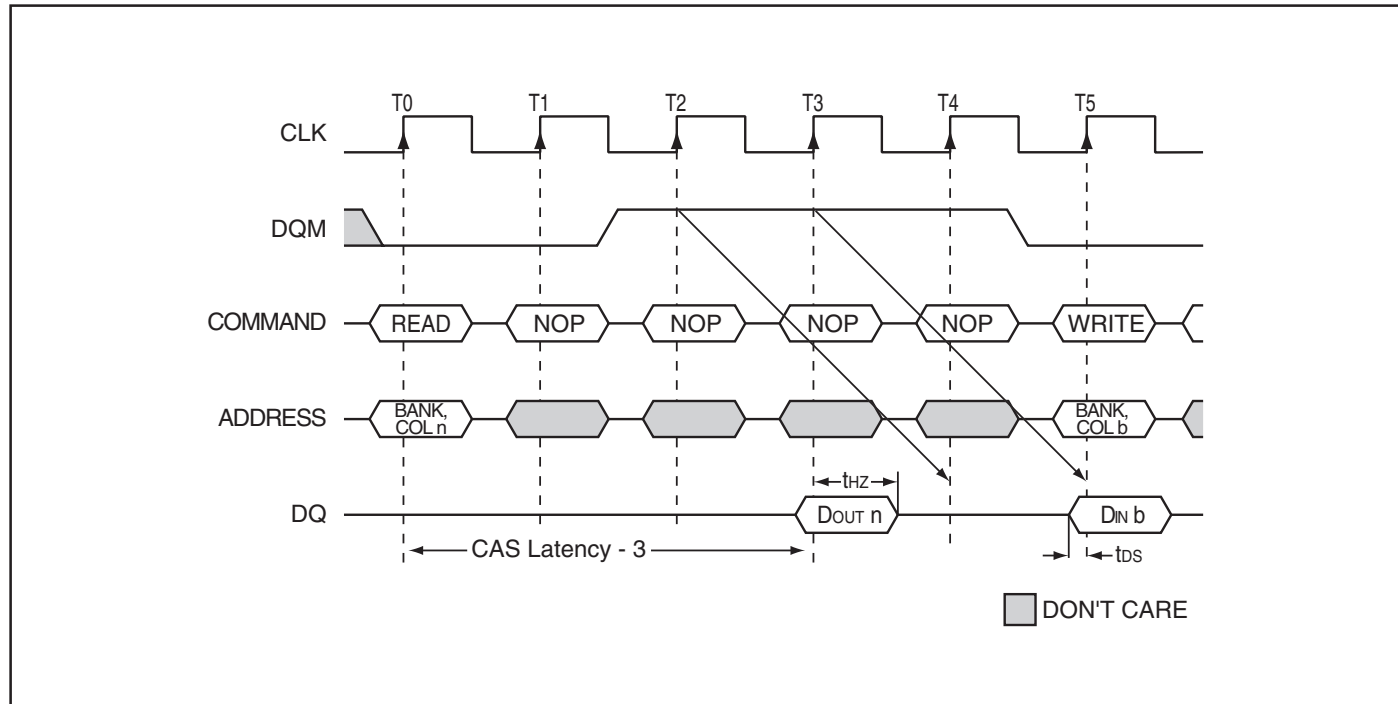 T0 T1 T2 T3 T4 T5
CLK
DQM
COMMAND READ NOP NOP NOP NOP WRITE
ADDRESS BANK, COL n BANK, COL b
tHZ
DQ DOUT n DIN b
CAS Latency - 3 tDS
DON'T CARE